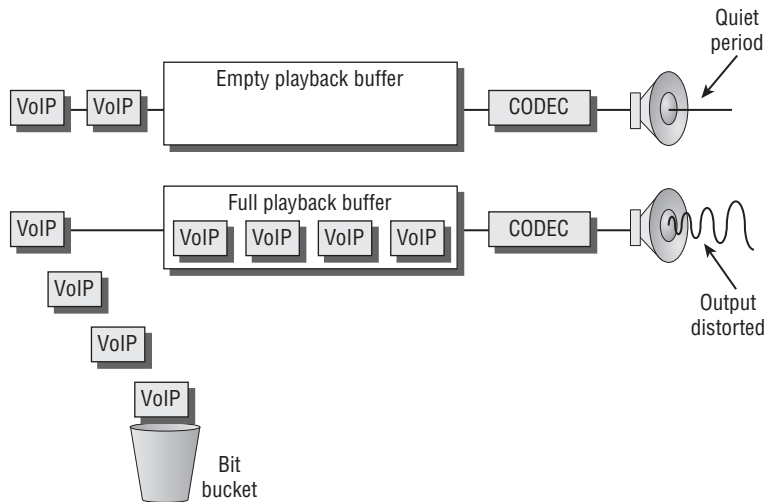 Quiet
period
Empty playback buffer
VoIP
VoIP
CODEC
Full playback buffer
VoIP
VoIP
VoIP
VoIP
VoIP
CODEC
VoIP
Output
distorted
VoIP
VoIP
Bit
bucket